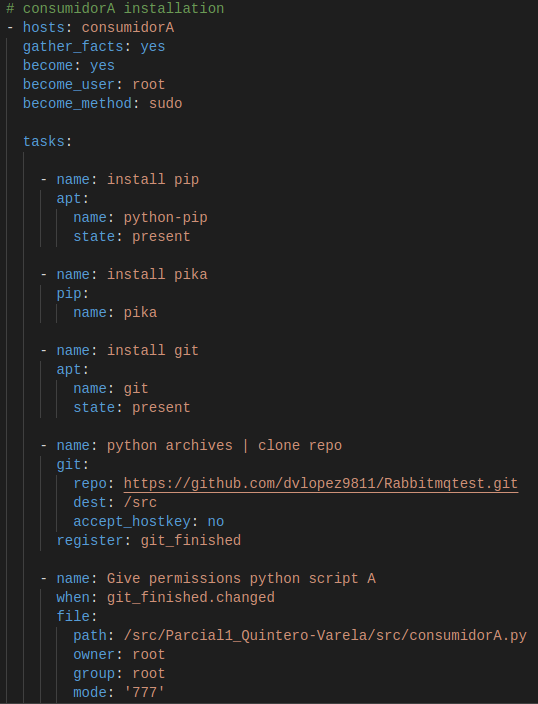 # consumidorA installation
- hosts: consumidorA
  gather_facts: yes
  become: yes
  become_user: root
  become_method: sudo

  tasks:

    - name: install pip
      apt:
        name: python-pip
        state: present

    - name: install pika
      pip:
        name: pika

    - name: install git
      apt:
        name: git
        state: present

    - name: python archives | clone repo
      git:
        repo: https://github.com/dvlopez9811/Rabbitmqtest.git
        dest: /src
        accept_hostkey: no
      register: git_finished

    - name: Give permissions python script A
      when: git_finished.changed
      file:
        path: /src/Parcial1_Quintero-Varela/src/consumidorA.py
        owner: root
        group: root
        mode: '777'